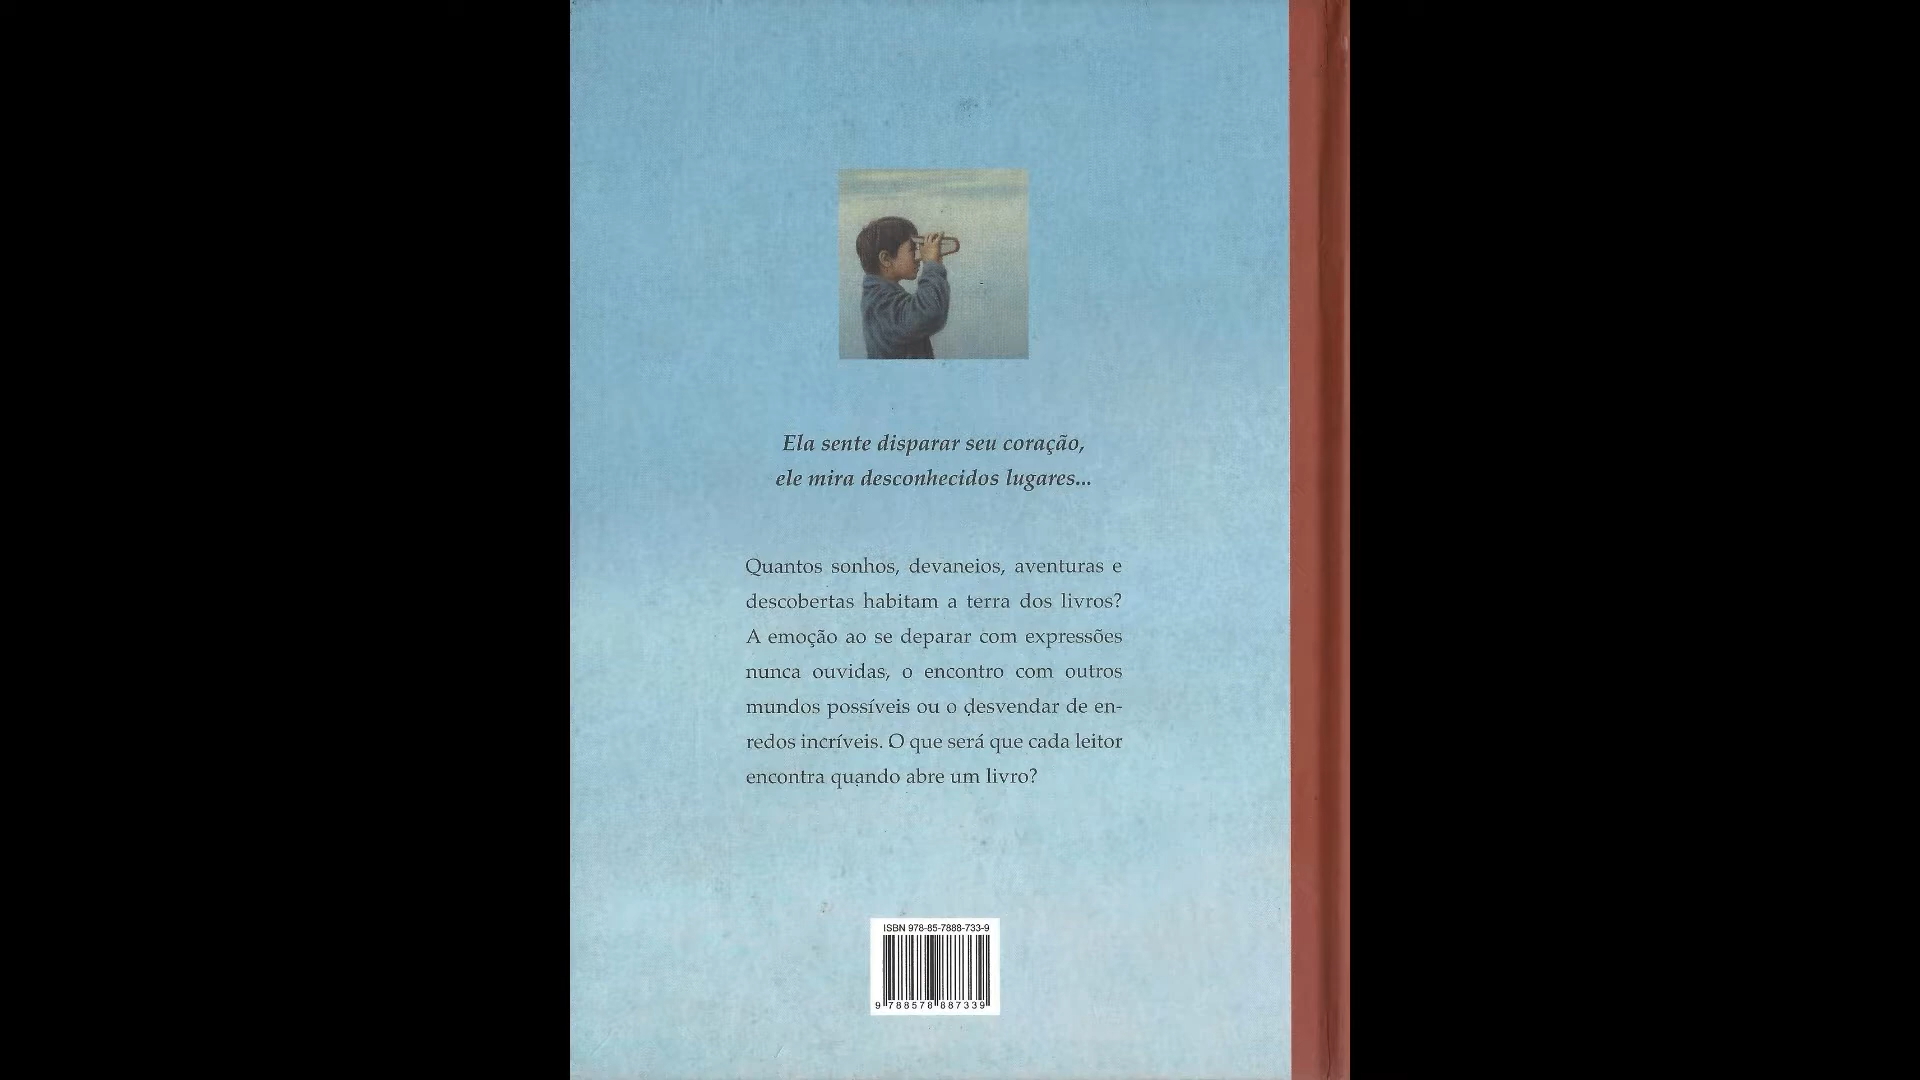 Ela sente disparar seu coração,
ele mira desconhecidos lugares...
Quantos sonhos, devaneios, aventuras e
descobertas habitam a terra dos livros?
A emoção ao se deparar com expressões
nunca ouvidas, o encontro com outros
mundos possíveis ou o desvendar de en-
redos incríveis. O que será que cada leitor
encontra quando abre um livro?
ISBN 978-85-7888-733-9
9 788578 887339